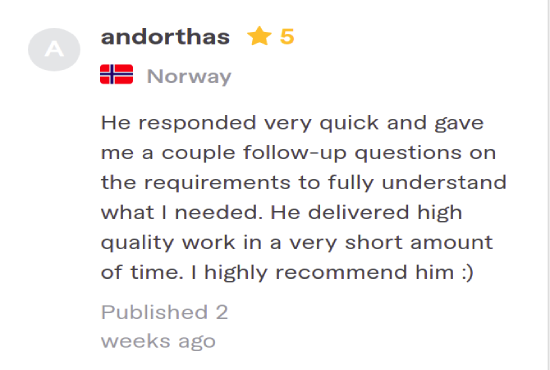 A
andorthas 5
Norway
He responded very quick and gave
me a couple follow-up questions on
the requirements to fully understand
what I needed. He delivered high
quality work in a very short amount
of time. I highly recommend him :)
Published 2
weeks ago